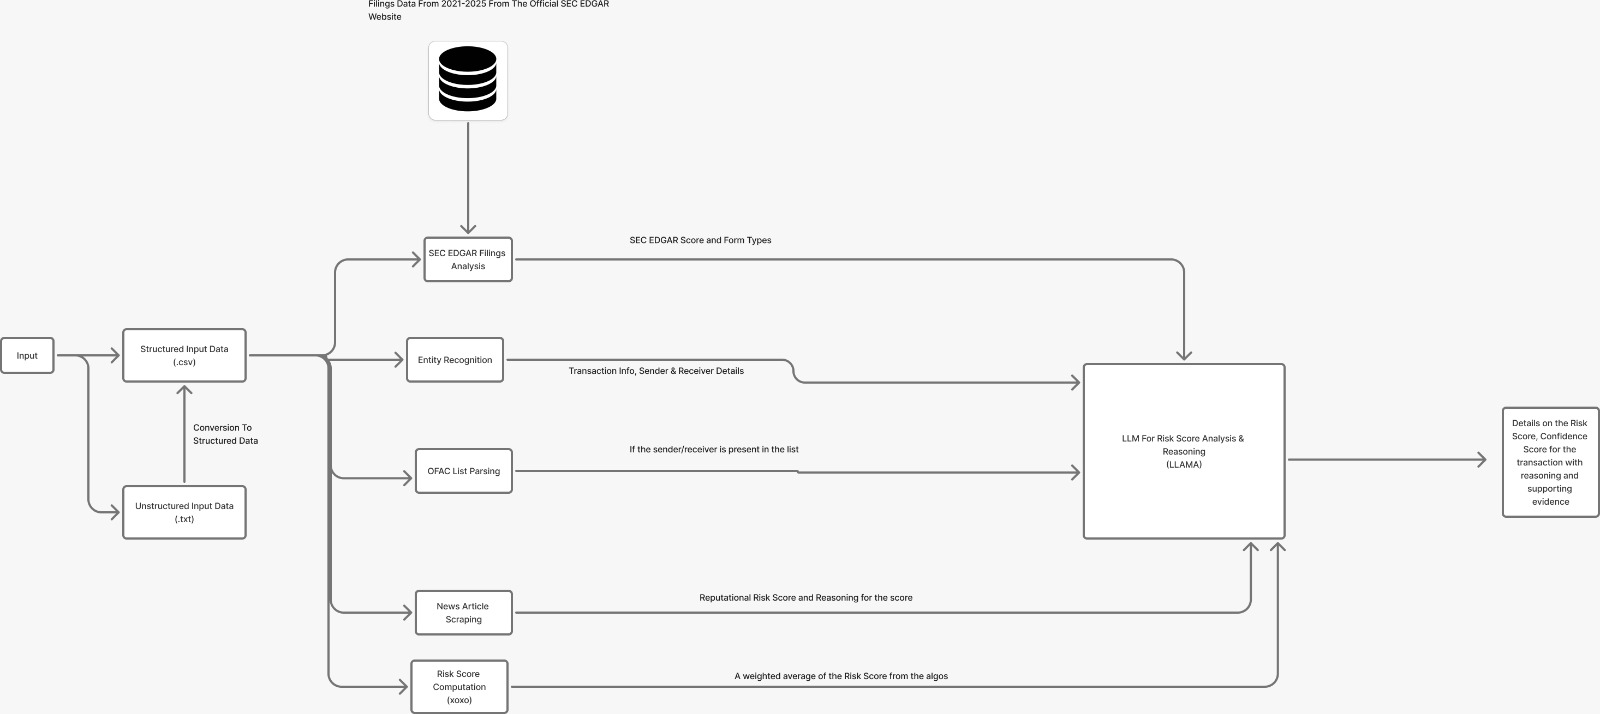 Filings Data From 2021-2025 From The Official SEC EDGAR
Website
SEC EDGAR Filings
Analysis
SEC EDGAR Score and Form Types
Input
Structured Input Data
(.csv)
Entity Recognition
Transaction Info, Sender & Receiver Details
Conversion To
Structured Data
Unstructured Input Data
(.txt)
OFAC List Parsing
If the sender/receiver is present in the list
LLM For Risk Score Analysis &
Reasoning
(LLAMA)
Details on the Risk
Score, Confidence
Score for the
transaction with
reasoning and
supporting
evidence
News Article
Scraping
Reputational Risk Score and Reasoning for the score
Risk Score
Computation
(xoxo)
A weighted average of the Risk Score from the algos